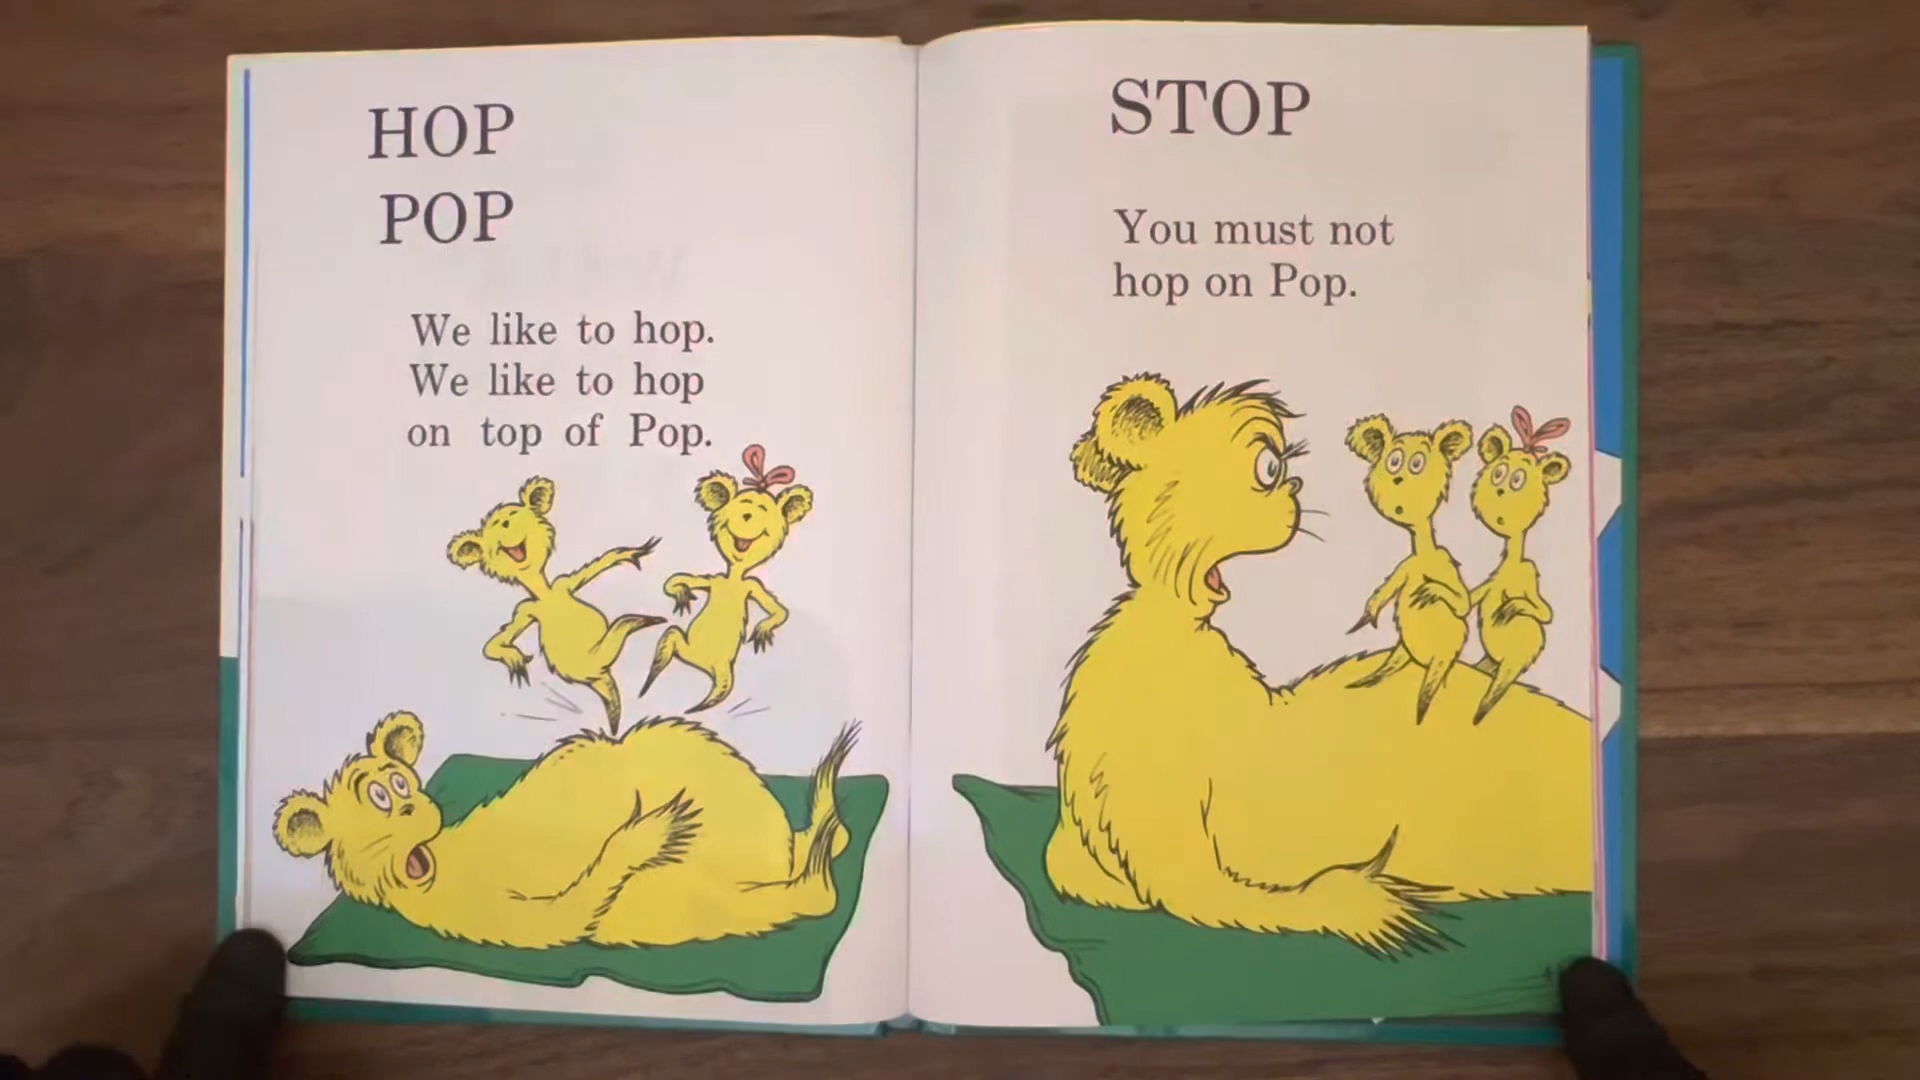 HOP
POP
We like to hop.
We like to hop
on top of Pop.
STOP
You must not
hop on Pop.